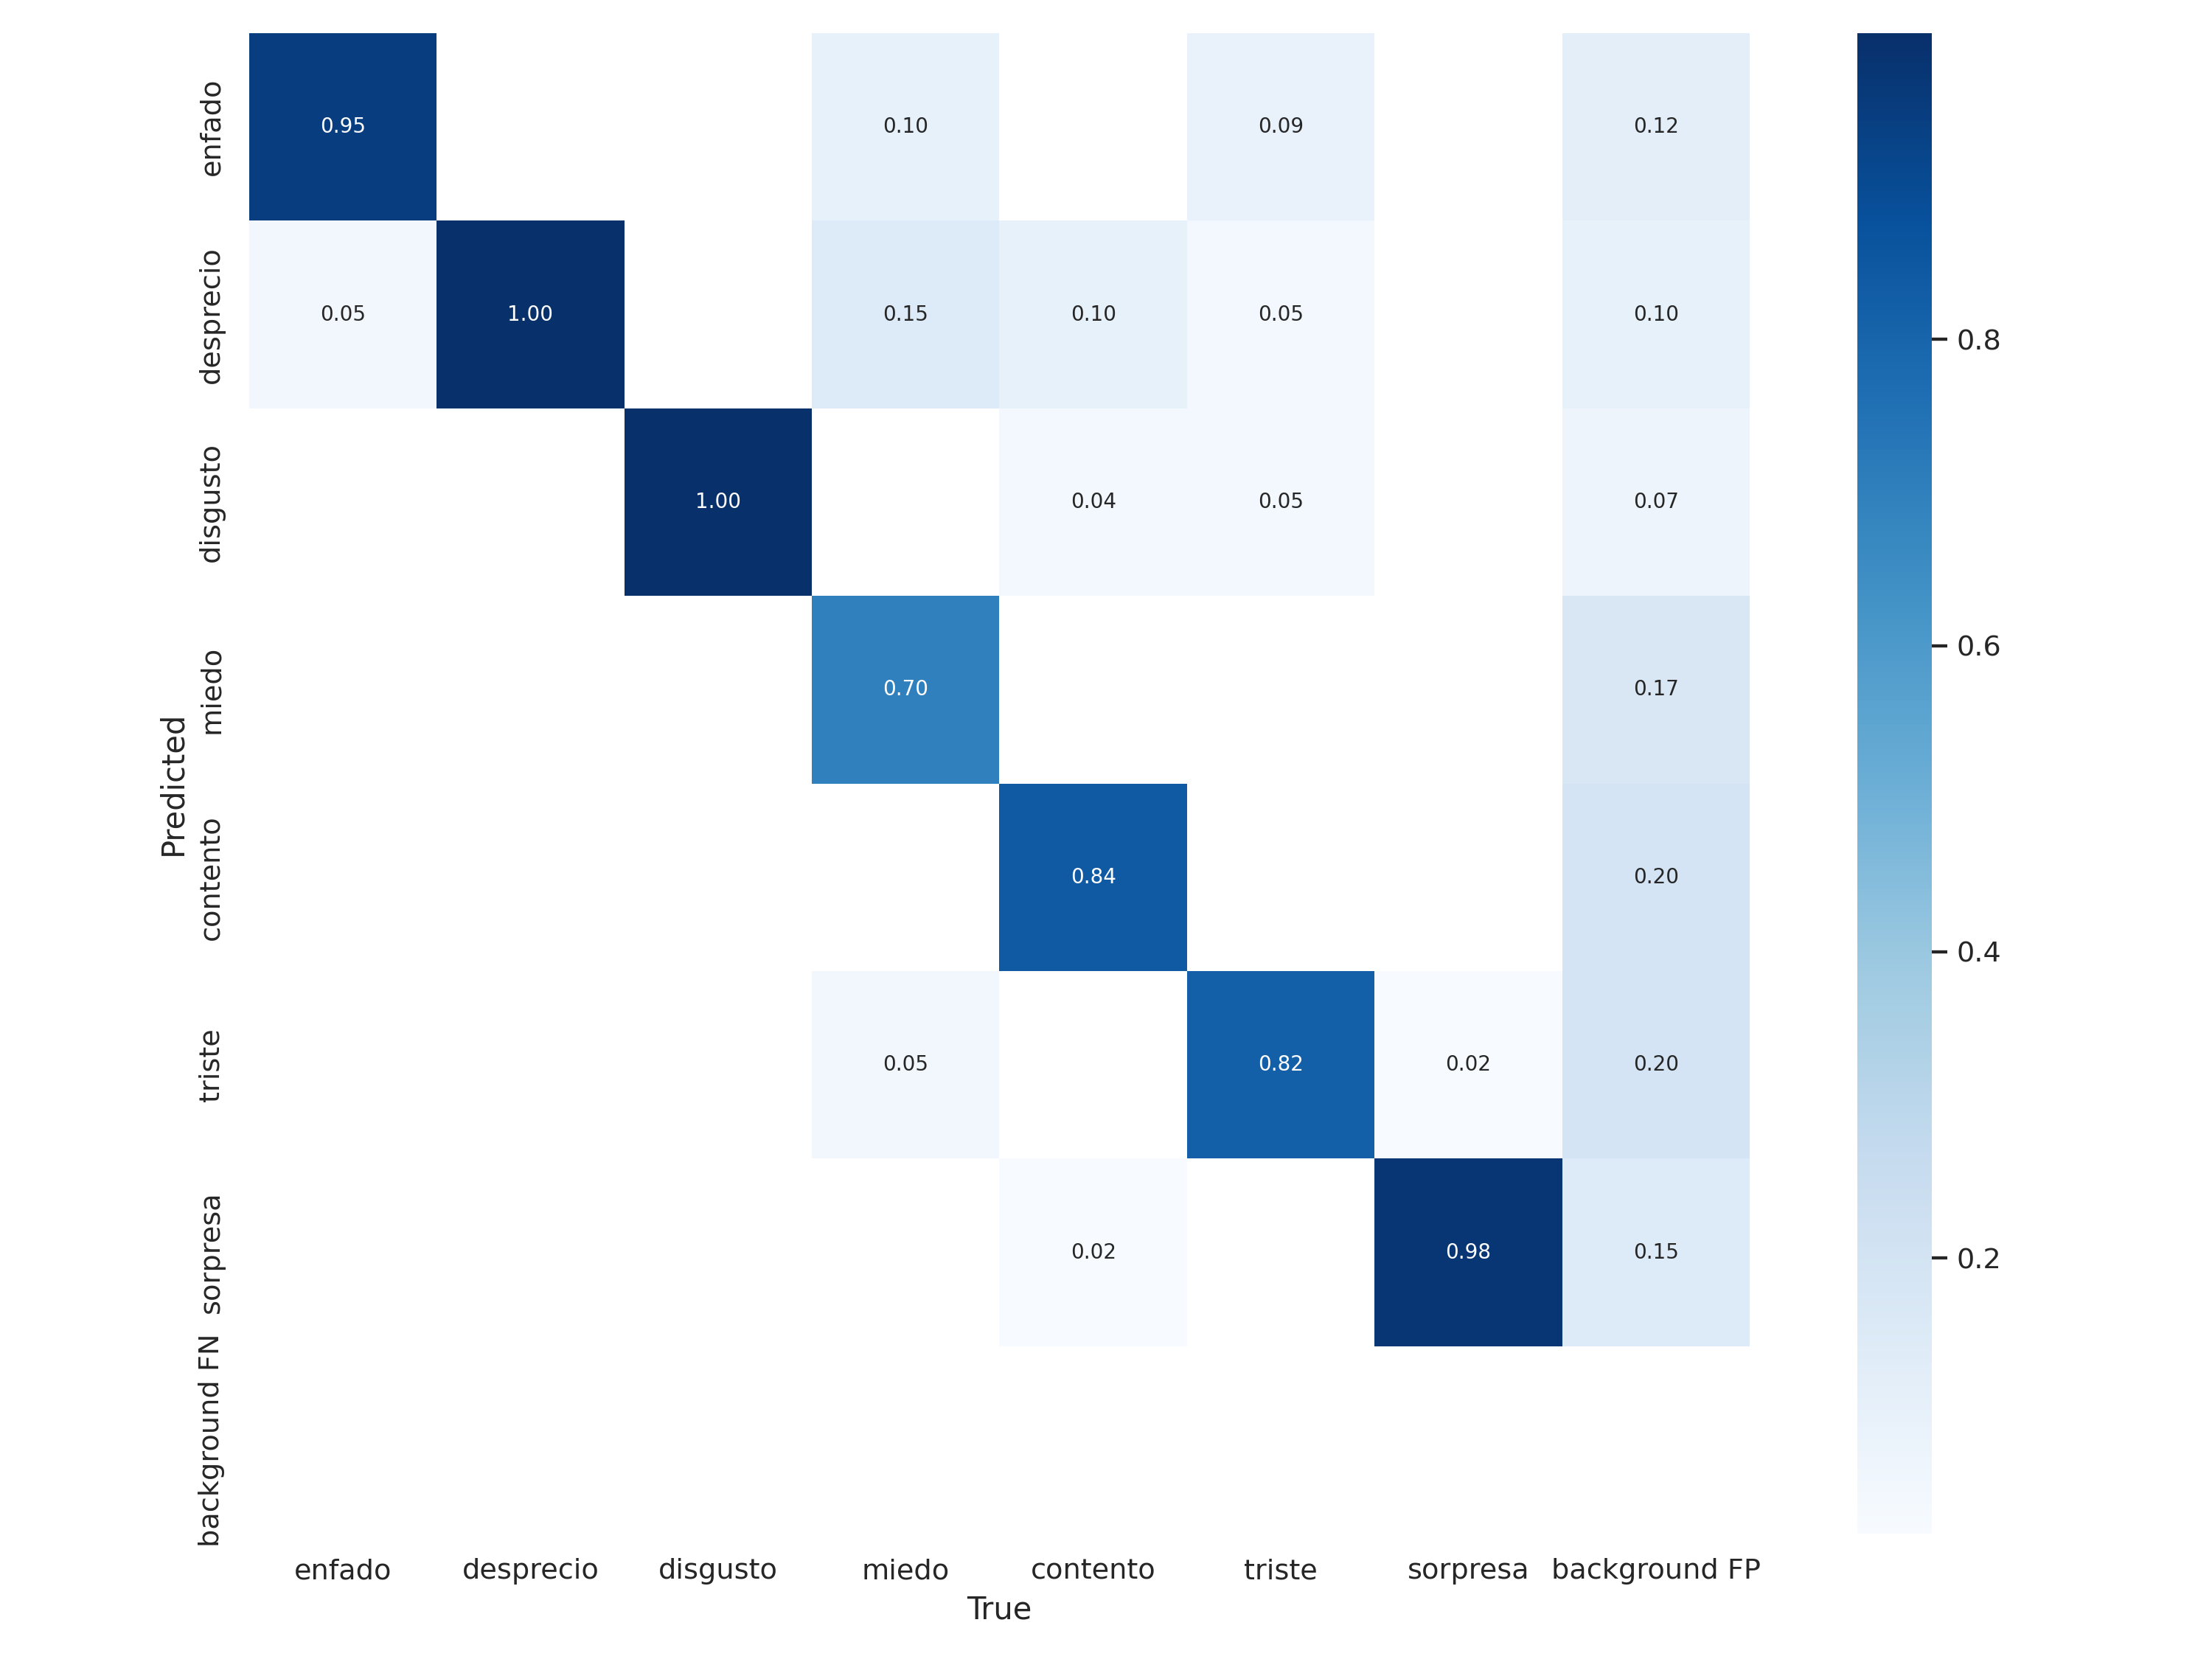 enfado 0.95 0.10 0.09 0.12
desprecio 0.05 1.00 0.15 0.10 0.05 0.10
0.8
disgusto 1.00 0.04 0.05 0.07
0.6
miedo 0.70 0.17
Predicted
contento 0.84 0.20
0.4
triste 0.05 0.82 0.02 0.20
sorpresa 0.02 0.98 0.15
0.2
background FN
enfado desprecio disgusto miedo contento triste sorpresa background FP
True